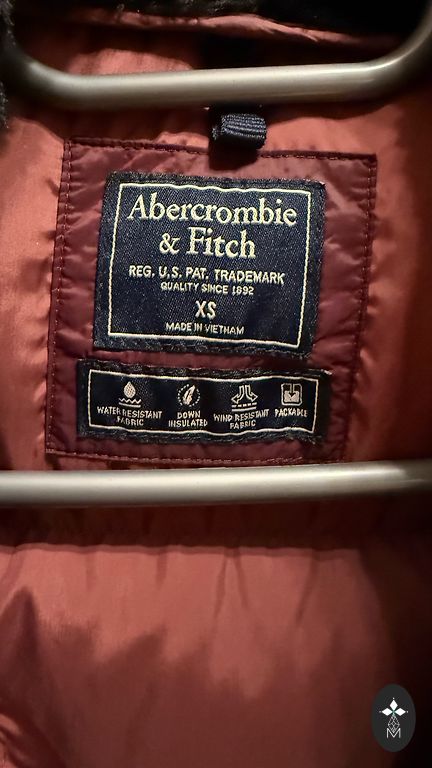 Abercrombie
& Fitch
REG. U.S. PAT. TRADEMARK
QUALITY SINCE 1892
XS
MADE IN VIETNAM
WATER RESISTANT
FABRIC
DOWN
INSULATED
WIND RESISTANT
FABRIC
PACKABLE
M